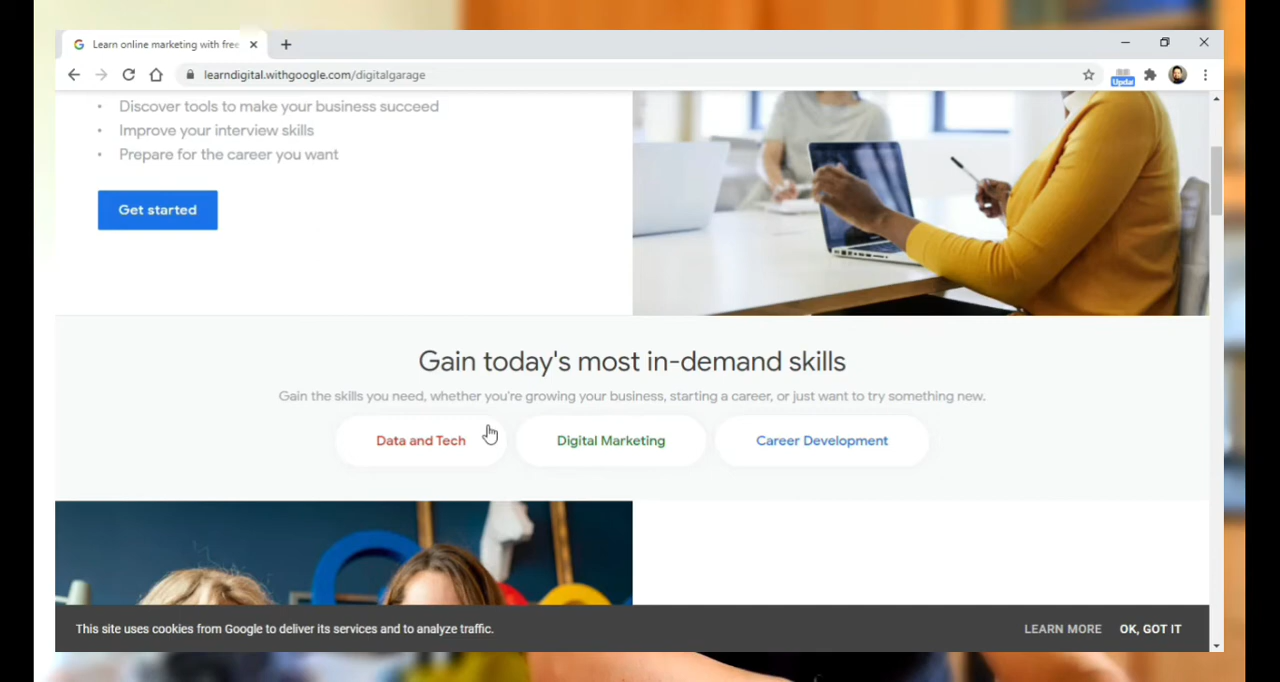 Learn online marketing with free
learndigital.withgoogle.com/digitalgarage
Updat
• Discover tools to make your business succeed
• Improve your interview skills
• Prepare for the career you want
Get started
Gain today's most in-demand skills
Gain the skills you need, whether you're growing your business, starting a career, or just want to try something new.
Data and Tech
Digital Marketing
Career Development
This site uses cookies from Google to deliver its services and to analyze traffic.
LEARN MORE
OK, GOT IT